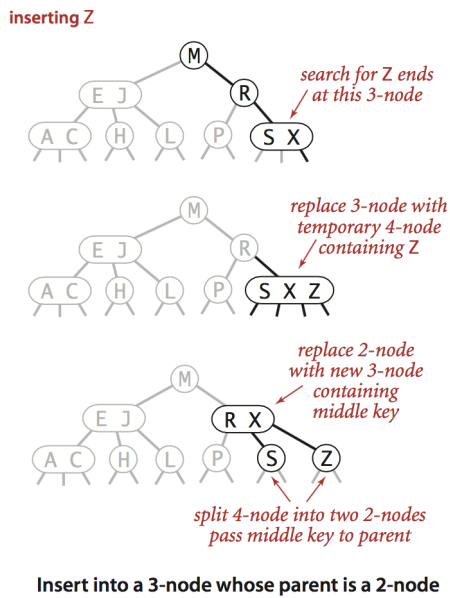 inserting Z
M
search for Z ends
at this 3-node
E J R
A C H L P S X
replace 3-node with
temporary 4-node
containing Z
M
E J R
A C H L P S X Z
replace 2-node
with new 3-node
containing
middle key
M
E J R X
A C H L P S Z
split 4-node into two 2-nodes
pass middle key to parent
Insert into a 3-node whose parent is a 2-node